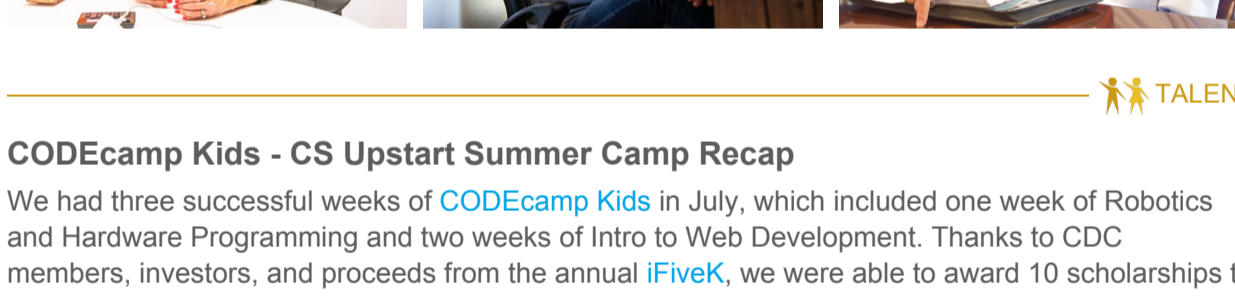 TALEN
CODEcamp Kids - CS Upstart Summer Camp Recap
We had three successful weeks of CODEcamp Kids in July, which included one week of Robotics
and Hardware Programming and two weeks of Intro to Web Development. Thanks to CDC
members, investors, and proceeds from the annual iFiveK, we were able to award 10 scholarships t